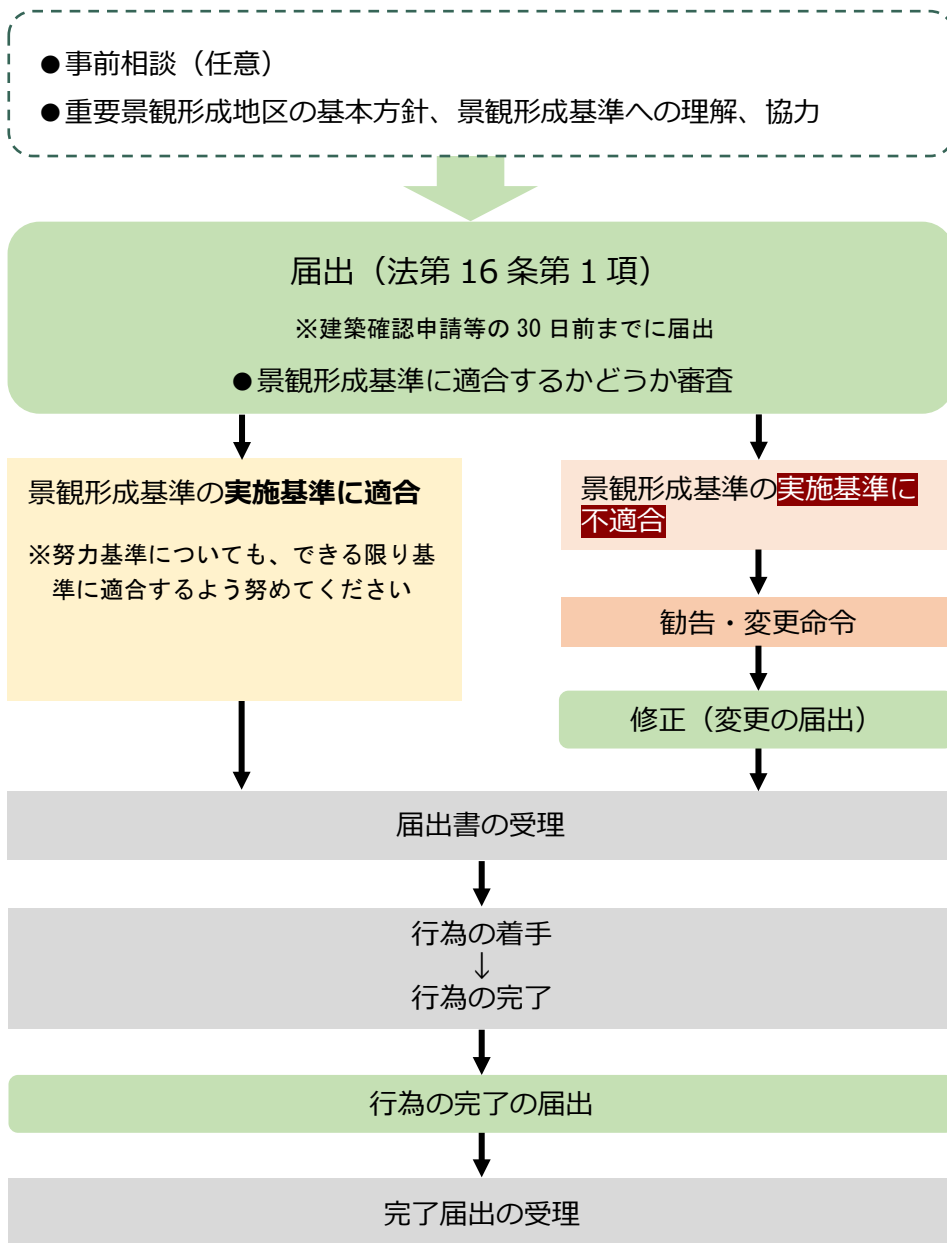 ●事前相談（任意）
●重要景観形成地区の基本方針、景観形成基準への理解、協力
届出（法第 16 条第 1 項）
※建築確認申請等の 30 日前までに届出
●景観形成基準に適合するかどうか審査
景観形成基準の実施基準に適合
※努力基準についても、できる限り基
準に適合するよう努めてください
景観形成基準の実施基準に
不適合
勧告・変更命令
修正（変更の届出）
届出書の受理
行為の着手
↓
行為の完了
行為の完了の届出
完了届出の受理